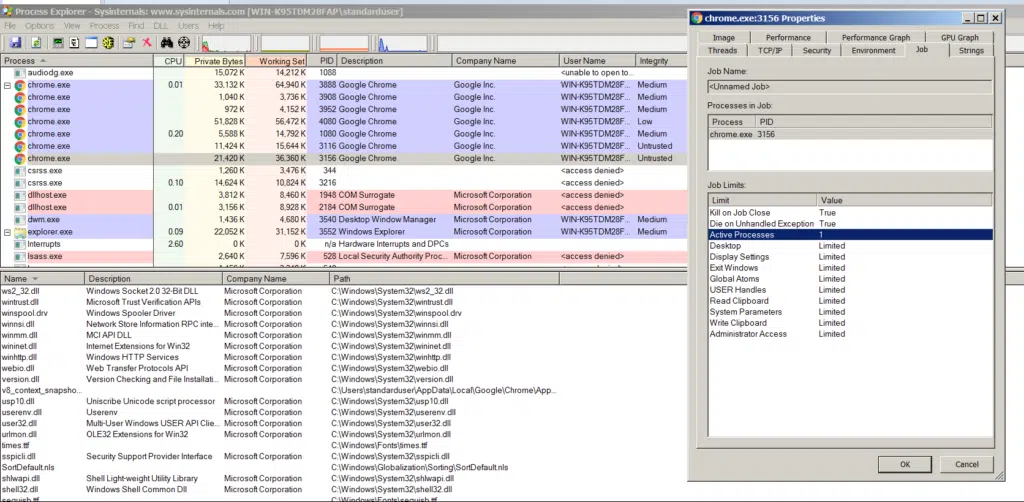 Process Explorer - Sysinternals: www.sysinternals.com [WIN-K95TDM28FAP\standarduser]
File Options View Process Find DLL Users Help
Process CPU Private Bytes Working Set PID Description Company Name User Name Integrity
audiodg.exe 15,072 K 14,212 K 1088 <unable to open to...
chrome.exe 0.01 33,132 K 64,940 K 3888 Google Chrome Google Inc. WIN-K95TDM28F... Medium
chrome.exe 1,040 K 3,736 K 3908 Google Chrome Google Inc. WIN-K95TDM28F... Medium
chrome.exe 972 K 4,152 K 3952 Google Chrome Google Inc. WIN-K95TDM28F... Medium
chrome.exe 51,828 K 56,472 K 4080 Google Chrome Google Inc. WIN-K95TDM28F... Low
chrome.exe 0.20 5,588 K 14,792 K 1080 Google Chrome Google Inc. WIN-K95TDM28F... Medium
chrome.exe 11,424 K 15,644 K 3116 Google Chrome Google Inc. WIN-K95TDM28F... Untrusted
chrome.exe 21,420 K 36,360 K 3156 Google Chrome Google Inc. WIN-K95TDM28F... Untrusted
csrss.exe 1,260 K 3,476 K 344 <access denied>
csrss.exe 0.10 14,624 K 10,824 K 3216 <access denied>
dllhost.exe 3,812 K 8,460 K 1948 COM Surrogate Microsoft Corporation <access denied>
dllhost.exe 0.01 3,156 K 8,928 K 2184 COM Surrogate Microsoft Corporation <access denied>
dwm.exe 1,436 K 4,680 K 3540 Desktop Window Manager Microsoft Corporation WIN-K95TDM28F... Medium
explorer.exe 0.09 22,052 K 31,152 K 3552 Windows Explorer Microsoft Corporation WIN-K95TDM28F... Medium
Interrupts 2.60 0 K 0 K n/a Hardware Interrupts and DPCs
lsass.exe 2,640 K 7,596 K 528 Local Security Authority Proc... Microsoft Corporation <access denied>
Name Description Company Name Path
ws2_32.dll Windows Socket 2.0 32-Bit DLL Microsoft Corporation C:\Windows\System32\ws2_32.dll
wintrust.dll Microsoft Trust Verification APIs Microsoft Corporation C:\Windows\System32\wintrust.dll
winspool.drv Windows Spooler Driver Microsoft Corporation C:\Windows\System32\winspool.drv
winnsi.dll Network Store Information RPC inte... Microsoft Corporation C:\Windows\System32\winnsi.dll
winmm.dll MCI API DLL Microsoft Corporation C:\Windows\System32\winmm.dll
wininet.dll Internet Extensions for Win32 Microsoft Corporation C:\Windows\System32\wininet.dll
winhttp.dll Windows HTTP Services Microsoft Corporation C:\Windows\System32\winhttp.dll
webio.dll Web Transfer Protocols API Microsoft Corporation C:\Windows\System32\webio.dll
version.dll Version Checking and File Installati... Microsoft Corporation C:\Windows\System32\version.dll
v8_context_snapsho... C:\Users\standarduser\AppData\Local\Google\Chrome\App...
usp10.dll Uniscribe Unicode script processor Microsoft Corporation C:\Windows\System32\usp10.dll
userenv.dll Userenv Microsoft Corporation C:\Windows\System32\userenv.dll
user32.dll Multi-User Windows USER API Clie... Microsoft Corporation C:\Windows\System32\user32.dll
urlmon.dll OLE32 Extensions for Win32 Microsoft Corporation C:\Windows\System32\urlmon.dll
times.ttf C:\Windows\Fonts\times.ttf
sspicli.dll Security Support Provider Interface Microsoft Corporation C:\Windows\System32\sspicli.dll
SortDefault.nls C:\Windows\Globalization\Sorting\SortDefault.nls
shlwapi.dll Shell Light-weight Utility Library Microsoft Corporation C:\Windows\System32\shlwapi.dll
shell32.dll Windows Shell Common Dll Microsoft Corporation C:\Windows\System32\shell32.dll
chrome.exe:3156 Properties
Image Performance Performance Graph GPU Graph
Threads TCP/IP Security Environment Job Strings
Job Name:
<Unnamed Job>
Processes in Job:
Process PID
chrome.exe 3156
Job Limits:
Limit Value
Kill on Job Close True
Die on Unhandled Exception True
Active Processes 1
Desktop Limited
Display Settings Limited
Exit Windows Limited
Global Atoms Limited
USER Handles Limited
Read Clipboard Limited
System Parameters Limited
Write Clipboard Limited
Administrator Access Limited
OK Cancel